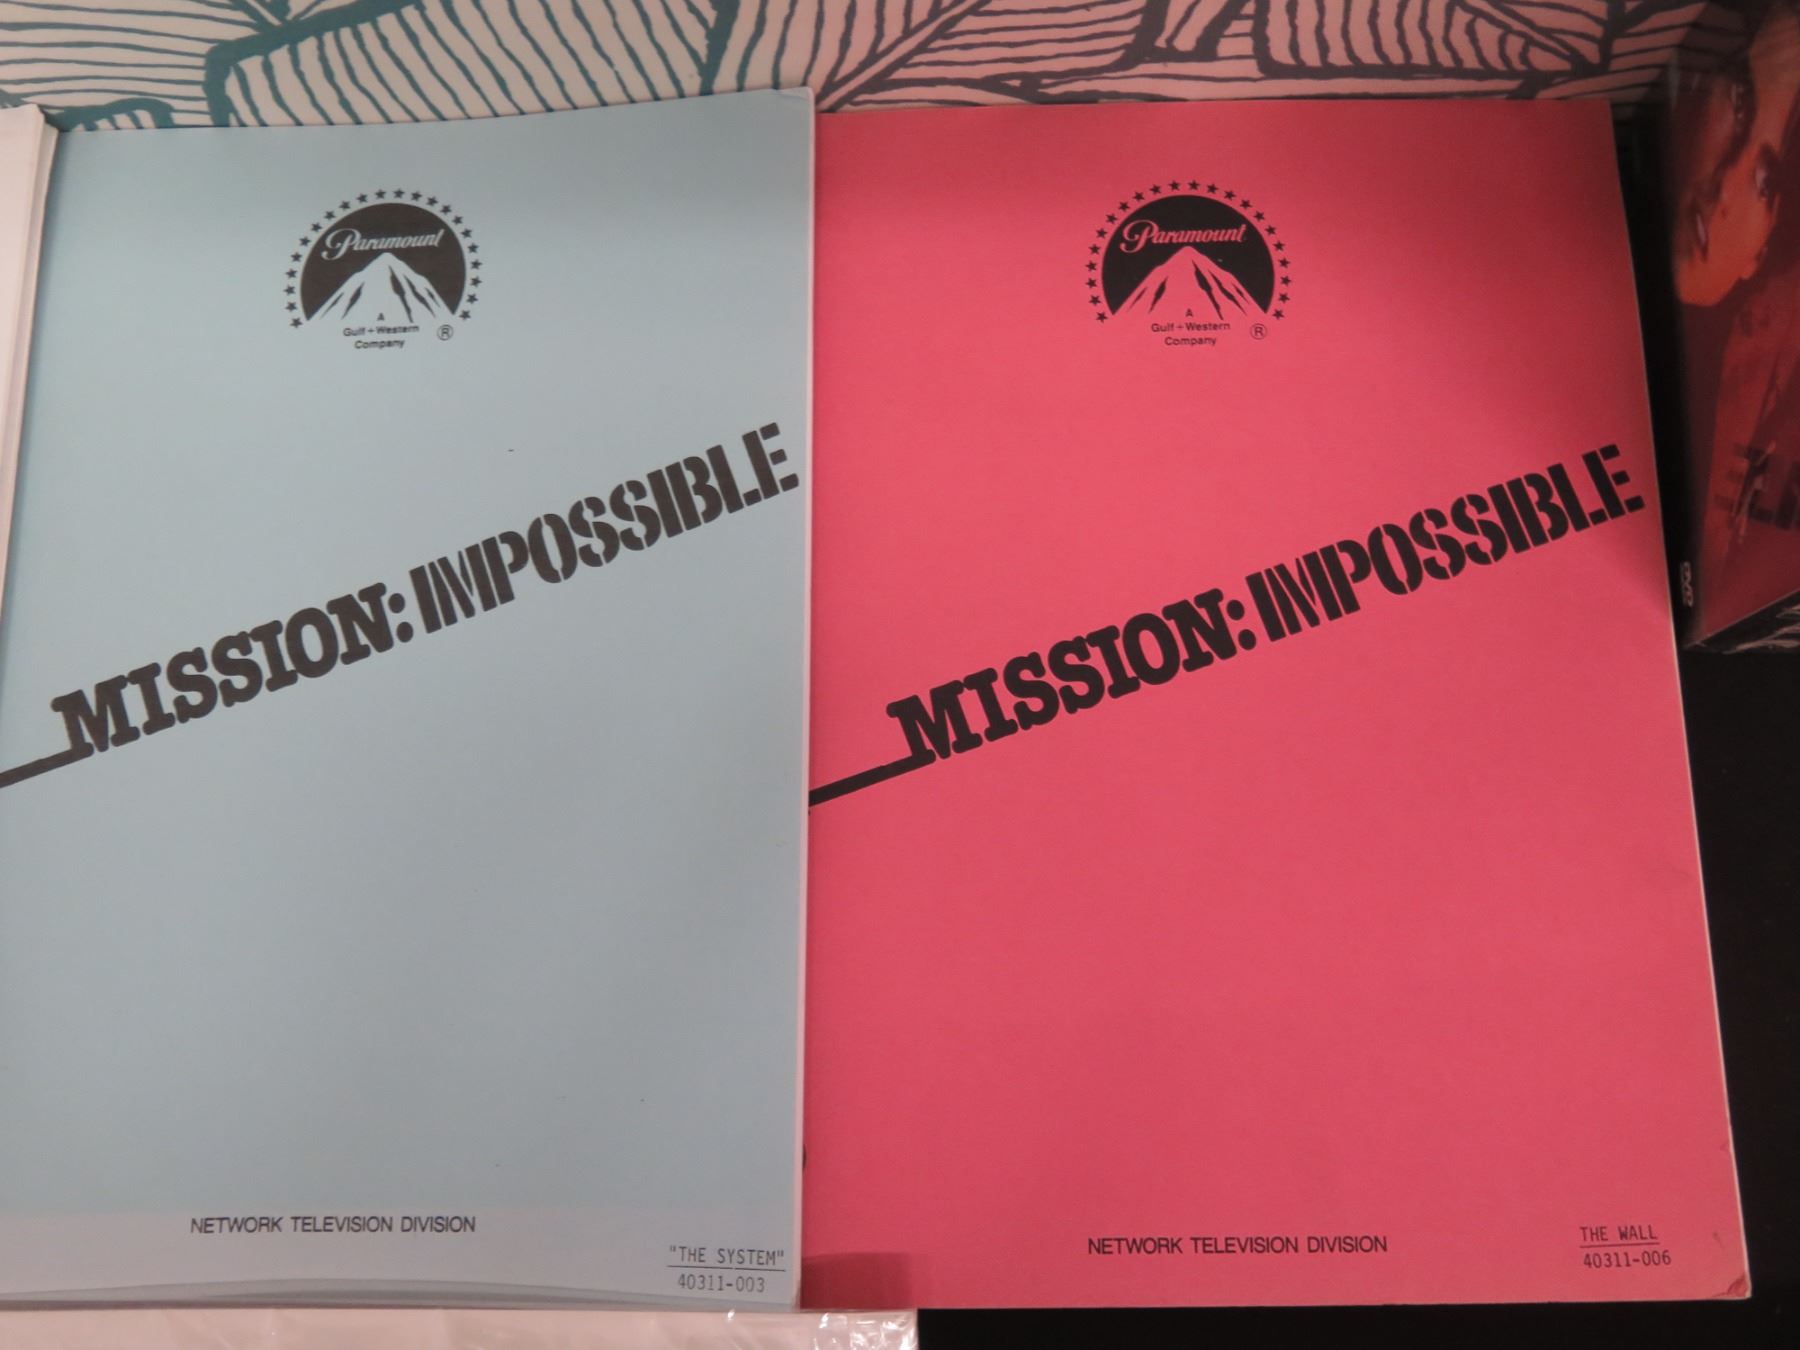 Paramount
A
Gulf+Western
Company
®
MISSION: IMPOSSIBLE
NETWORK TELEVISION DIVISION
"THE SYSTEM"
40311-003
Paramount
A
Gulf+Western
Company
®
MISSION: IMPOSSIBLE
NETWORK TELEVISION DIVISION
THE WALL
40311-006
DVD